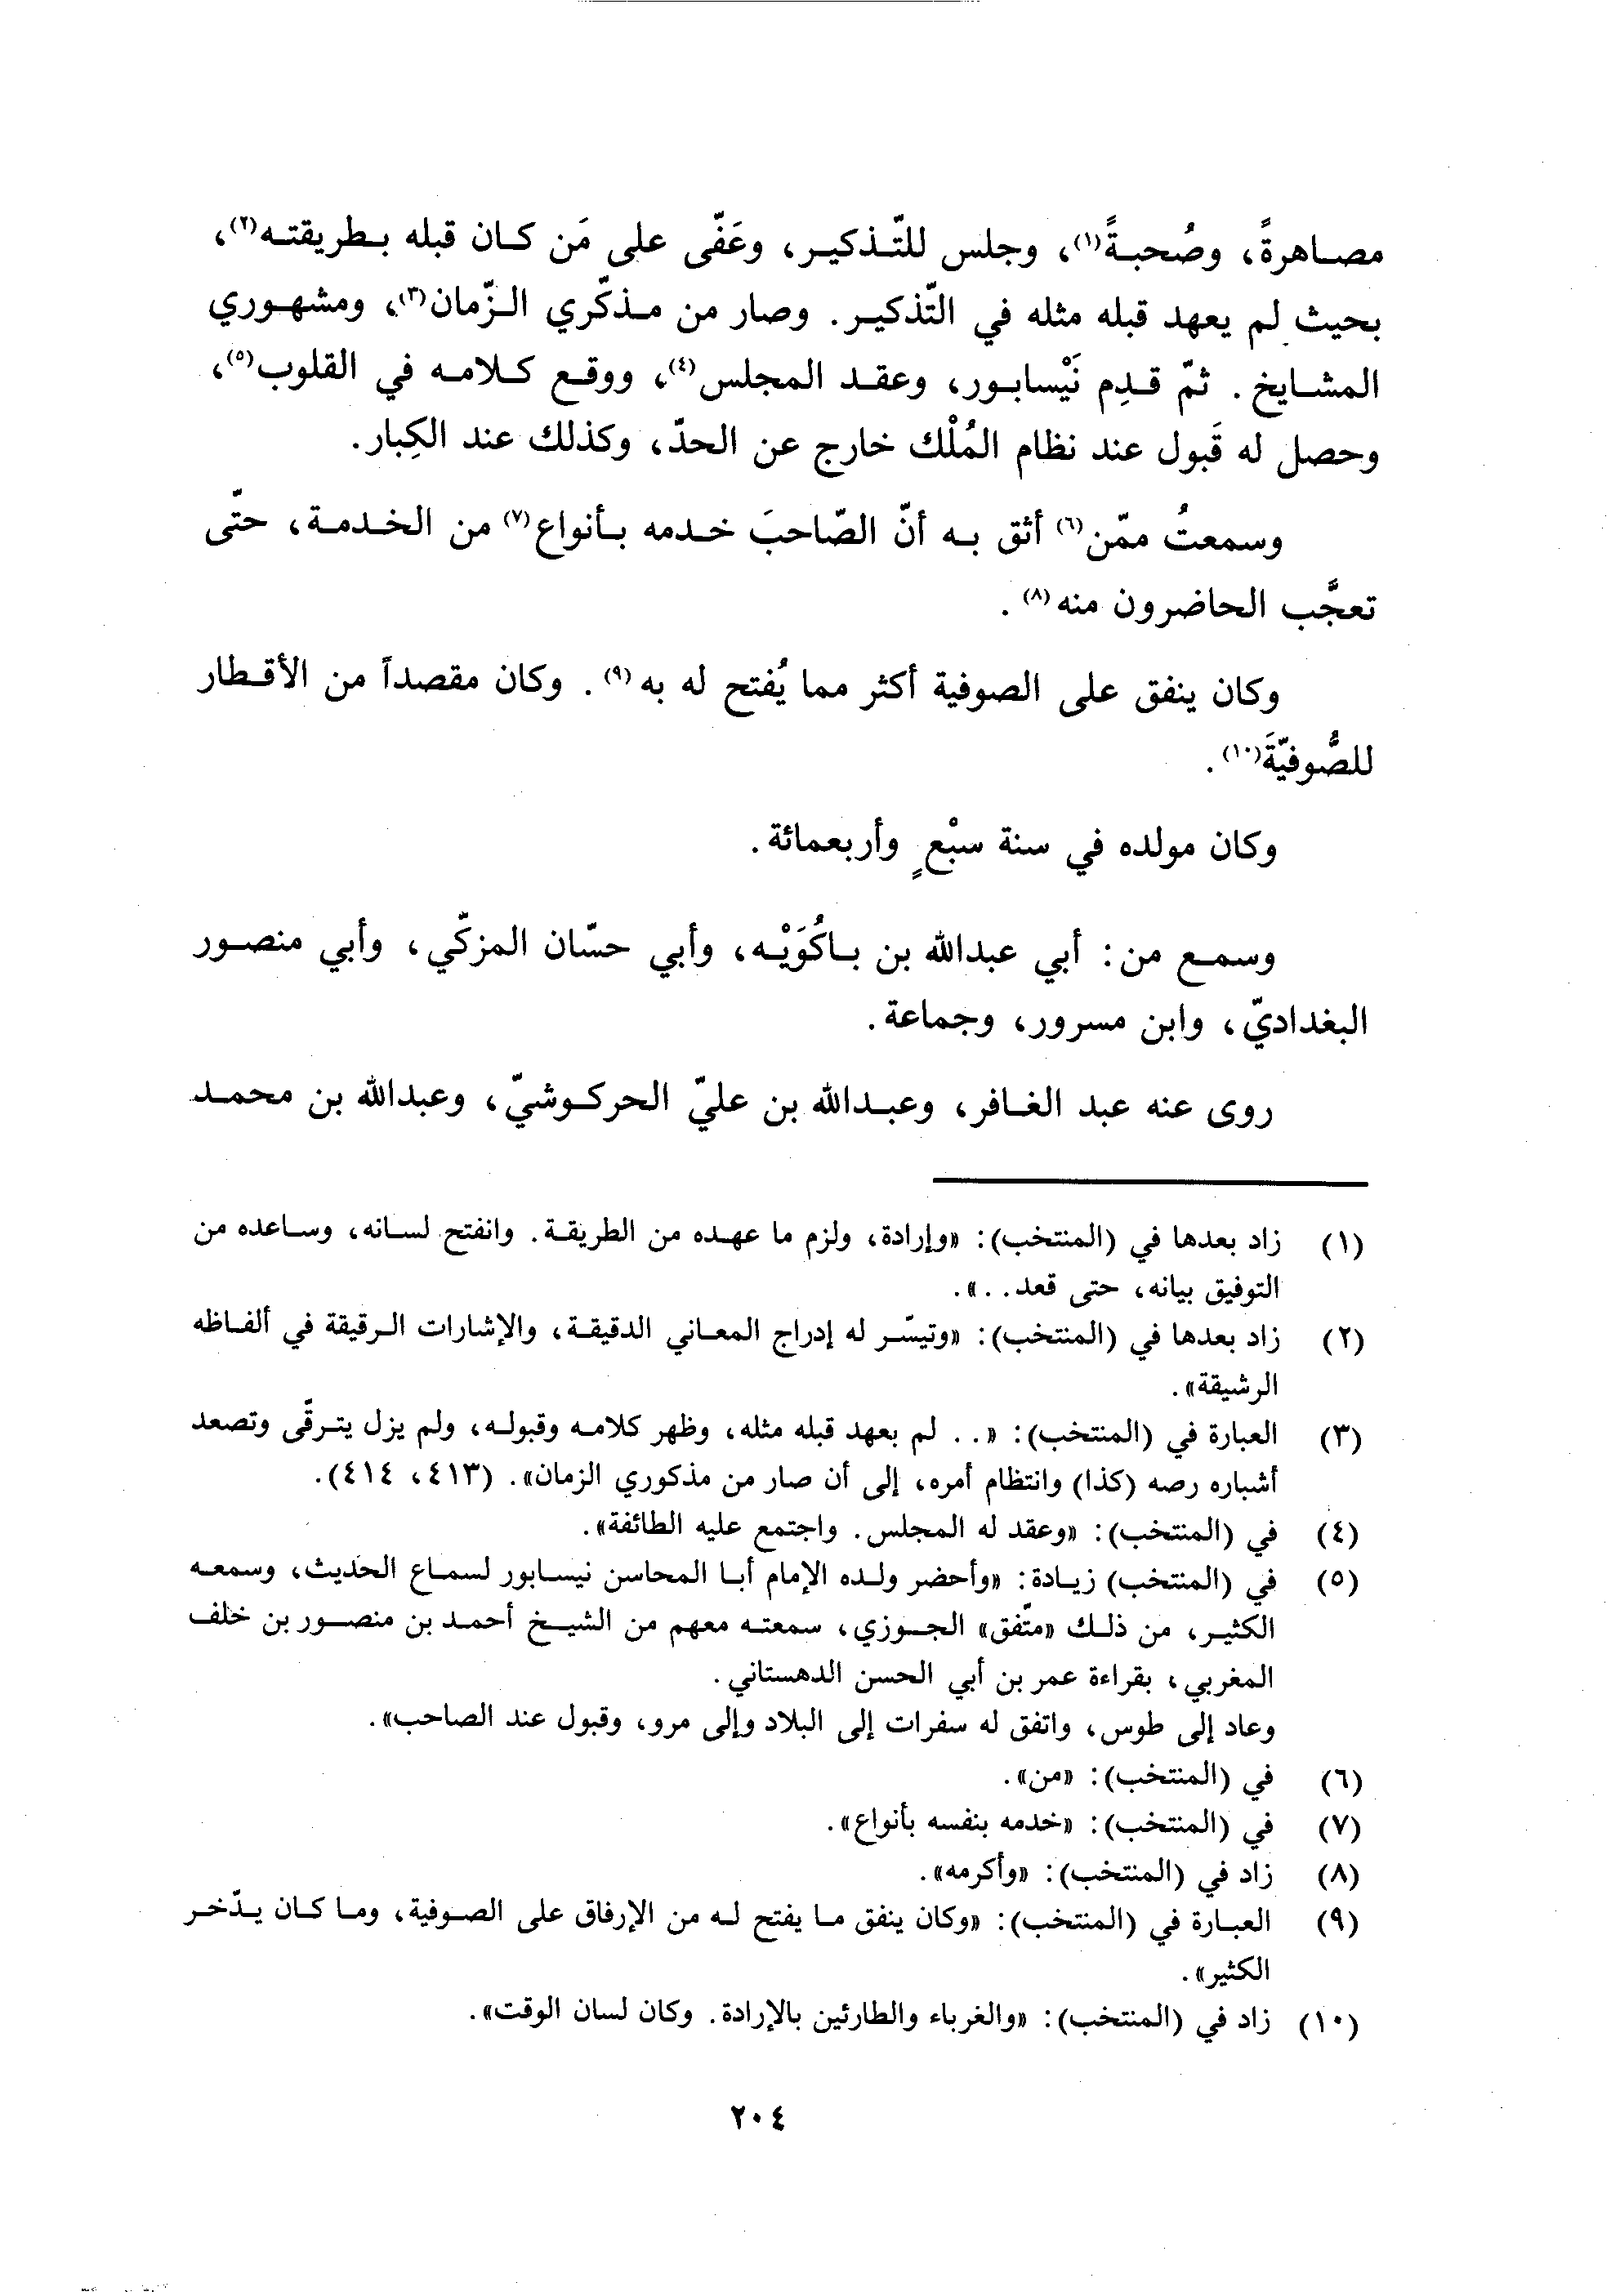 مصاهرةً، وصُحبةً(١)، وجلس للتّذكير، وعَفّى على مَن كان قبله بطريقته(٢)،
بحيث لم يعهد قبله مثله في التّذكير. وصار من مذكّري الزّمان(٣)، ومشهوري
المشايخ. ثمّ قدِم نَيْسابور، وعقد المجلس(٤)، ووقع كلامه في القلوب(٥)،
وحصل له قَبول عند نظام المُلْك خارج عن الحدّ، وكذلك عند الكِبار.
وسمعتُ ممّن(٦) أثق به أنّ الصّاحبَ خدمه بأنواع(٧) من الخدمة، حتّى
تعجَّب الحاضرون منه(٨).
وكان ينفق على الصوفية أكثر مما يُفتح له به(٩). وكان مقصداً من الأقطار
للصُّوفيّةَ(١٠).
وكان مولده في سنة سبْعٍ وأربعمائة.
وسمع من: أبي عبدالله بن باكُوَيْه، وأبي حسّان المزكّي، وأبي منصور
البغداديّ، وابن مسرور، وجماعة.
روى عنه عبد الغافر، وعبدالله بن عليّ الحركوشيّ، وعبدالله بن محمد
(١) زاد بعدها في (المنتخب): «وإرادة، ولزم ما عهده من الطريقة. وانفتح لسانه، وساعده من
التوفيق بيانه، حتى قعد..».
(٢) زاد بعدها في (المنتخب): «وتيسّر له إدراج المعاني الدقيقة، والإشارات الرقيقة في ألفاظه
الرشيقة».
(٣) العبارة في (المنتخب): «.. لم بعهد قبله مثله، وظهر كلامه وقبوله، ولم يزل يترقّى وتصعد
أشباره رصه (كذا) وانتظام أمره، إلى أن صار من مذكوري الزمان». (٤١٣، ٤١٤).
(٤) في (المنتخب): «وعقد له المجلس. واجتمع عليه الطائفة».
(٥) في (المنتخب) زيادة: «وأحضر ولده الإمام أبا المحاسن نيسابور لسماع الحديث، وسمعه
الكثير، من ذلك «متّفق» الجوزي، سمعته معهم من الشيخ أحمد بن منصور بن خلف
المغربي، بقراءة عمر بن أبي الحسن الدهستاني.
وعاد إلى طوس، واتفق له سفرات إلى البلاد وإلى مرو، وقبول عند الصاحب».
(٦) في (المنتخب): «من».
(٧) في (المنتخب): «خدمه بنفسه بأنواع».
(٨) زاد في (المنتخب): «وأكرمه».
(٩) العبارة في (المنتخب): «وكان ينفق ما يفتح له من الإرفاق على الصوفية، وما كان يدّخر
الكثير».
(١٠) زاد في (المنتخب): «والغرباء والطارئين بالإرادة. وكان لسان الوقت».
٢٠٤